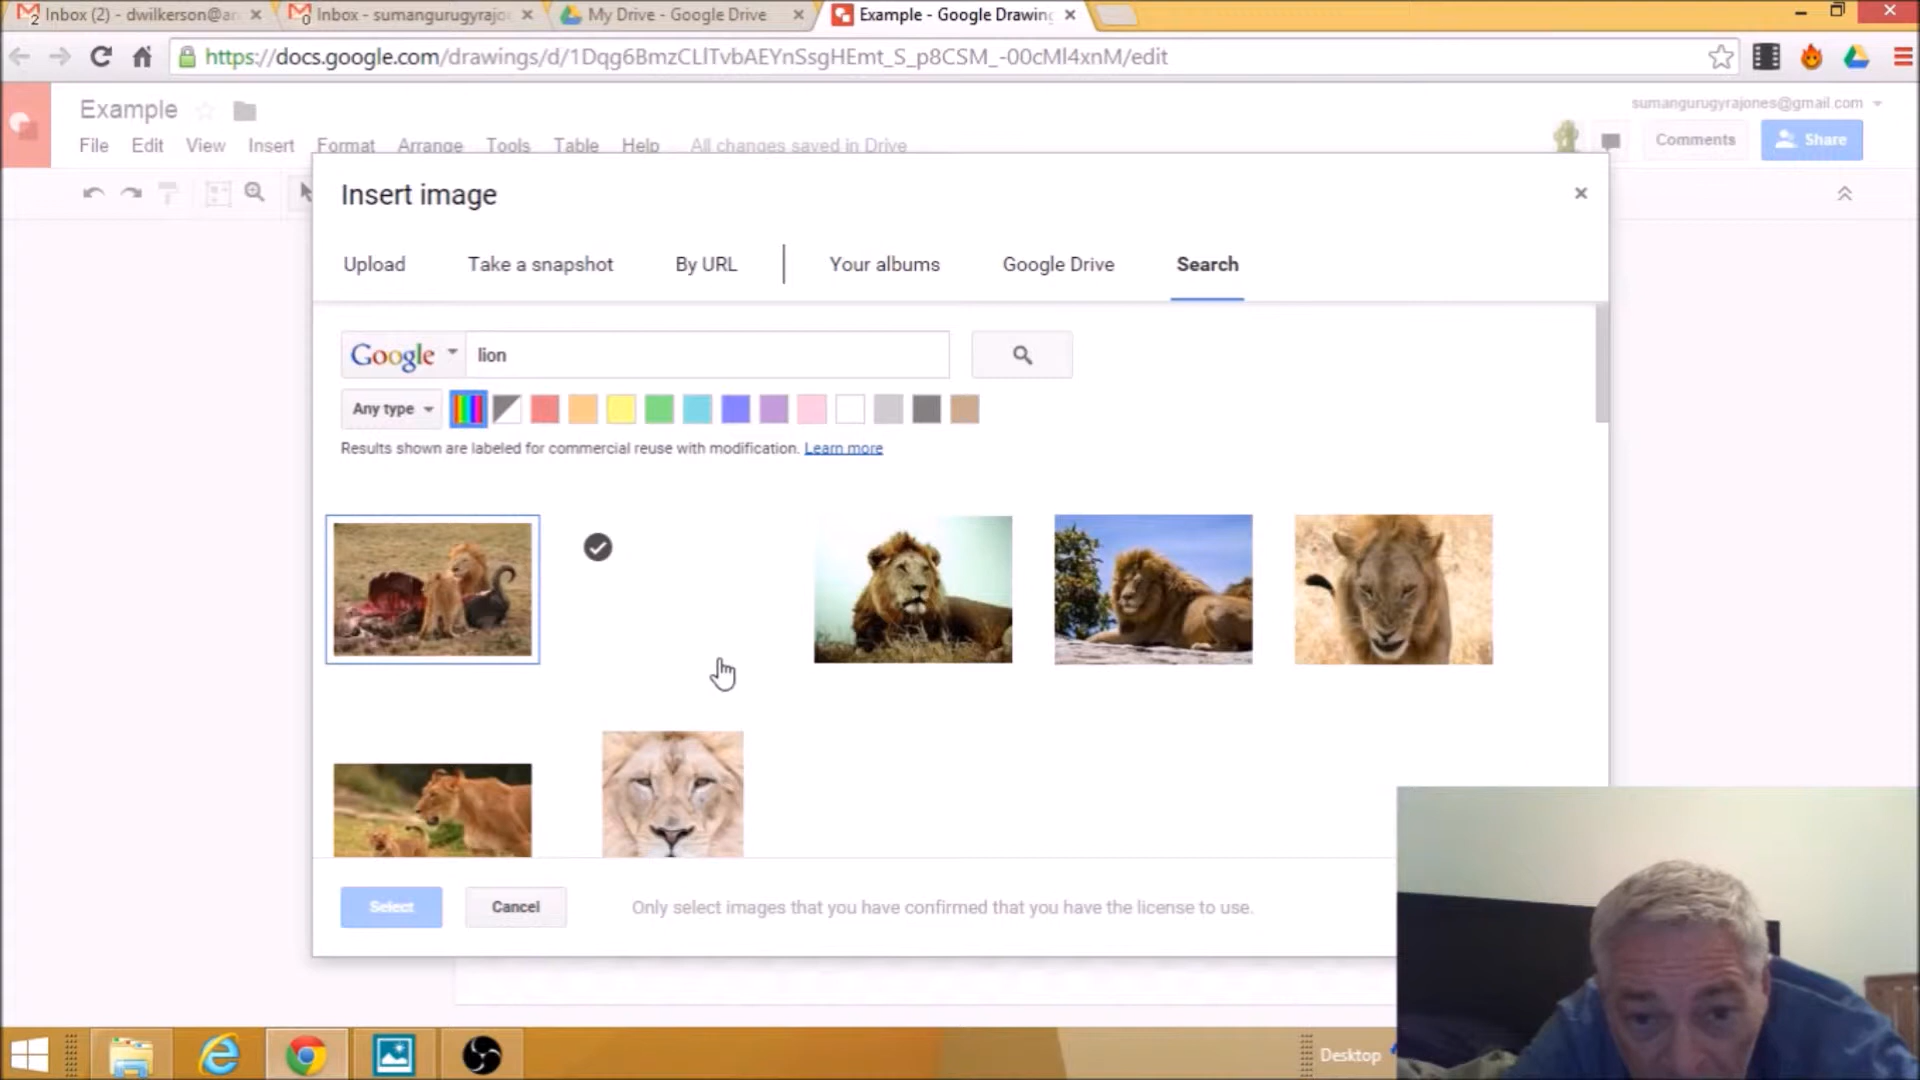 Inbox (2) - dwilkerson@ar
Inbox - sumangurugyrajo
My Drive - Google Drive
Example - Google Drawing
https://docs.google.com/drawings/d/1Dqg6BmzCLlTvbAEYnSsgHEmt_S_p8CSM_-00cMl4xnM/edit
Example
sumangurugyrajones@gmail.com
File Edit View Insert Format Arrange Tools Table Help All changes saved in Drive
Comments
Share
Insert image
Upload Take a snapshot By URL Your albums Google Drive Search
Google lion
Any type
Results shown are labeled for commercial reuse with modification. Learn more
Select Cancel Only select images that you have confirmed that you have the license to use.
Desktop